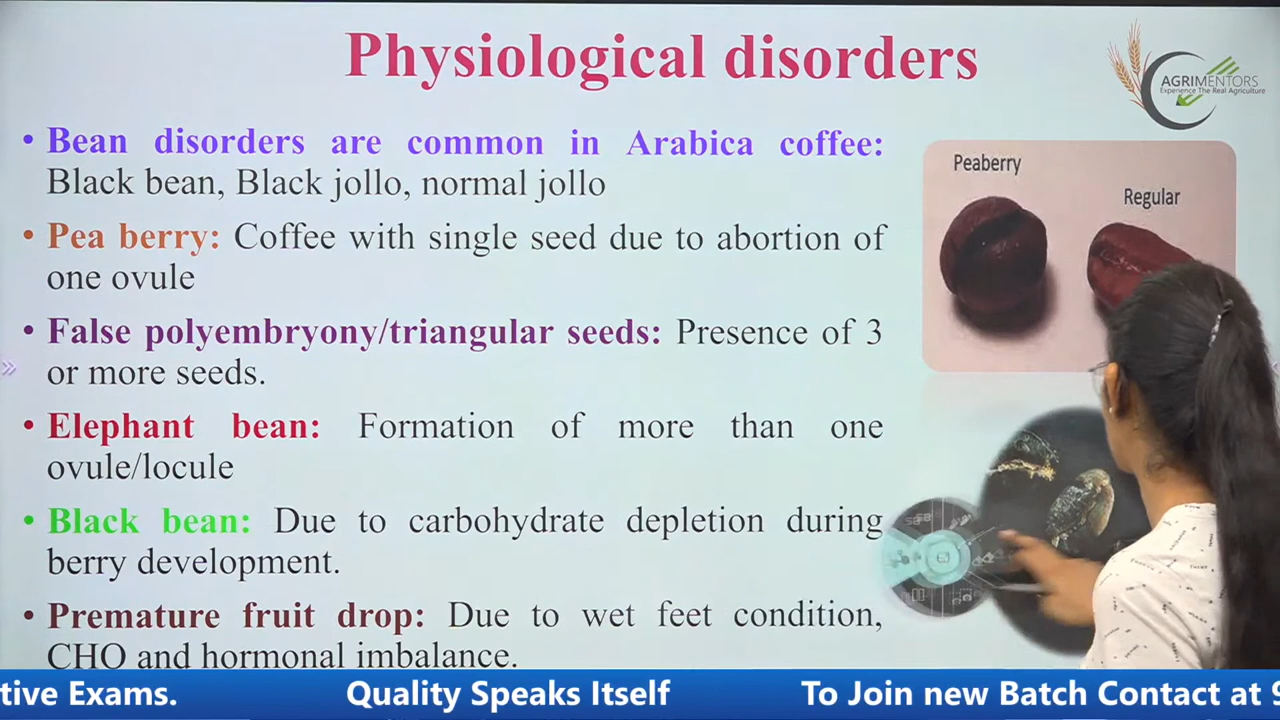 Physiological disorders
AGRIMENTORS
Experience The Real Agriculture
• Bean disorders are common in Arabica coffee:
Black bean, Black jollo, normal jollo
• Pea berry: Coffee with single seed due to abortion of
one ovule
• False polyembryony/triangular seeds: Presence of 3
or more seeds.
• Elephant bean: Formation of more than one
ovule/locule
• Black bean: Due to carbohydrate depletion during
berry development.
• Premature fruit drop: Due to wet feet condition,
CHO and hormonal imbalance.
Peaberry
Regular
tive Exams. Quality Speaks Itself To Join new Batch Contact at 9